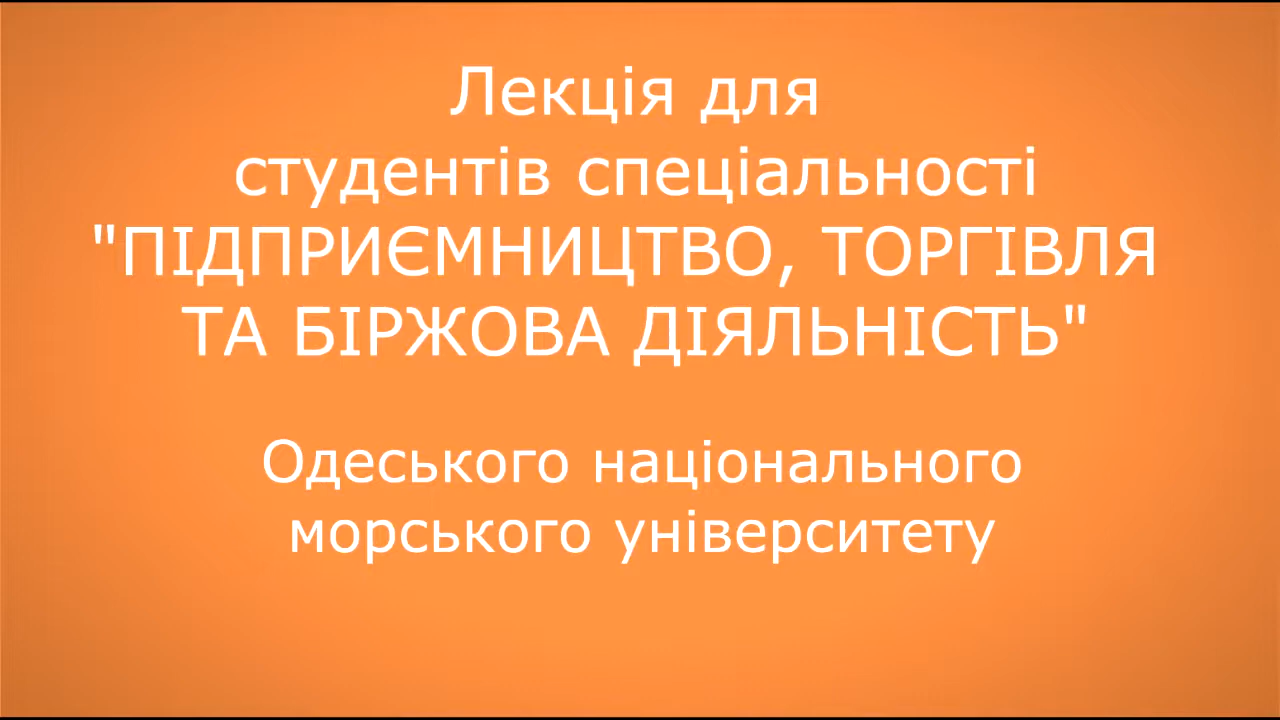 Лекція для
студентів спеціальності
"ПІДПРИЄМНИЦТВО, ТОРГІВЛЯ
ТА БІРЖОВА ДІЯЛЬНІСТЬ"
Одеського національного
морського університету